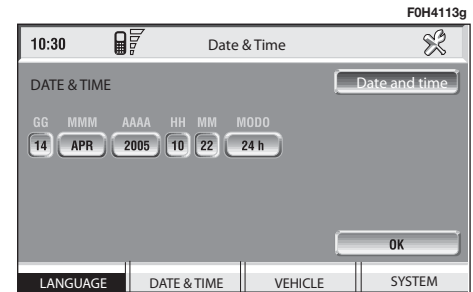 F0H4113g
10:30 Date & Time
DATE & TIME Date and time
GG MMM AAAA HH MM MODO
14 APR 2005 10 22 24 h
OK
LANGUAGE DATE & TIME VEHICLE SYSTEM